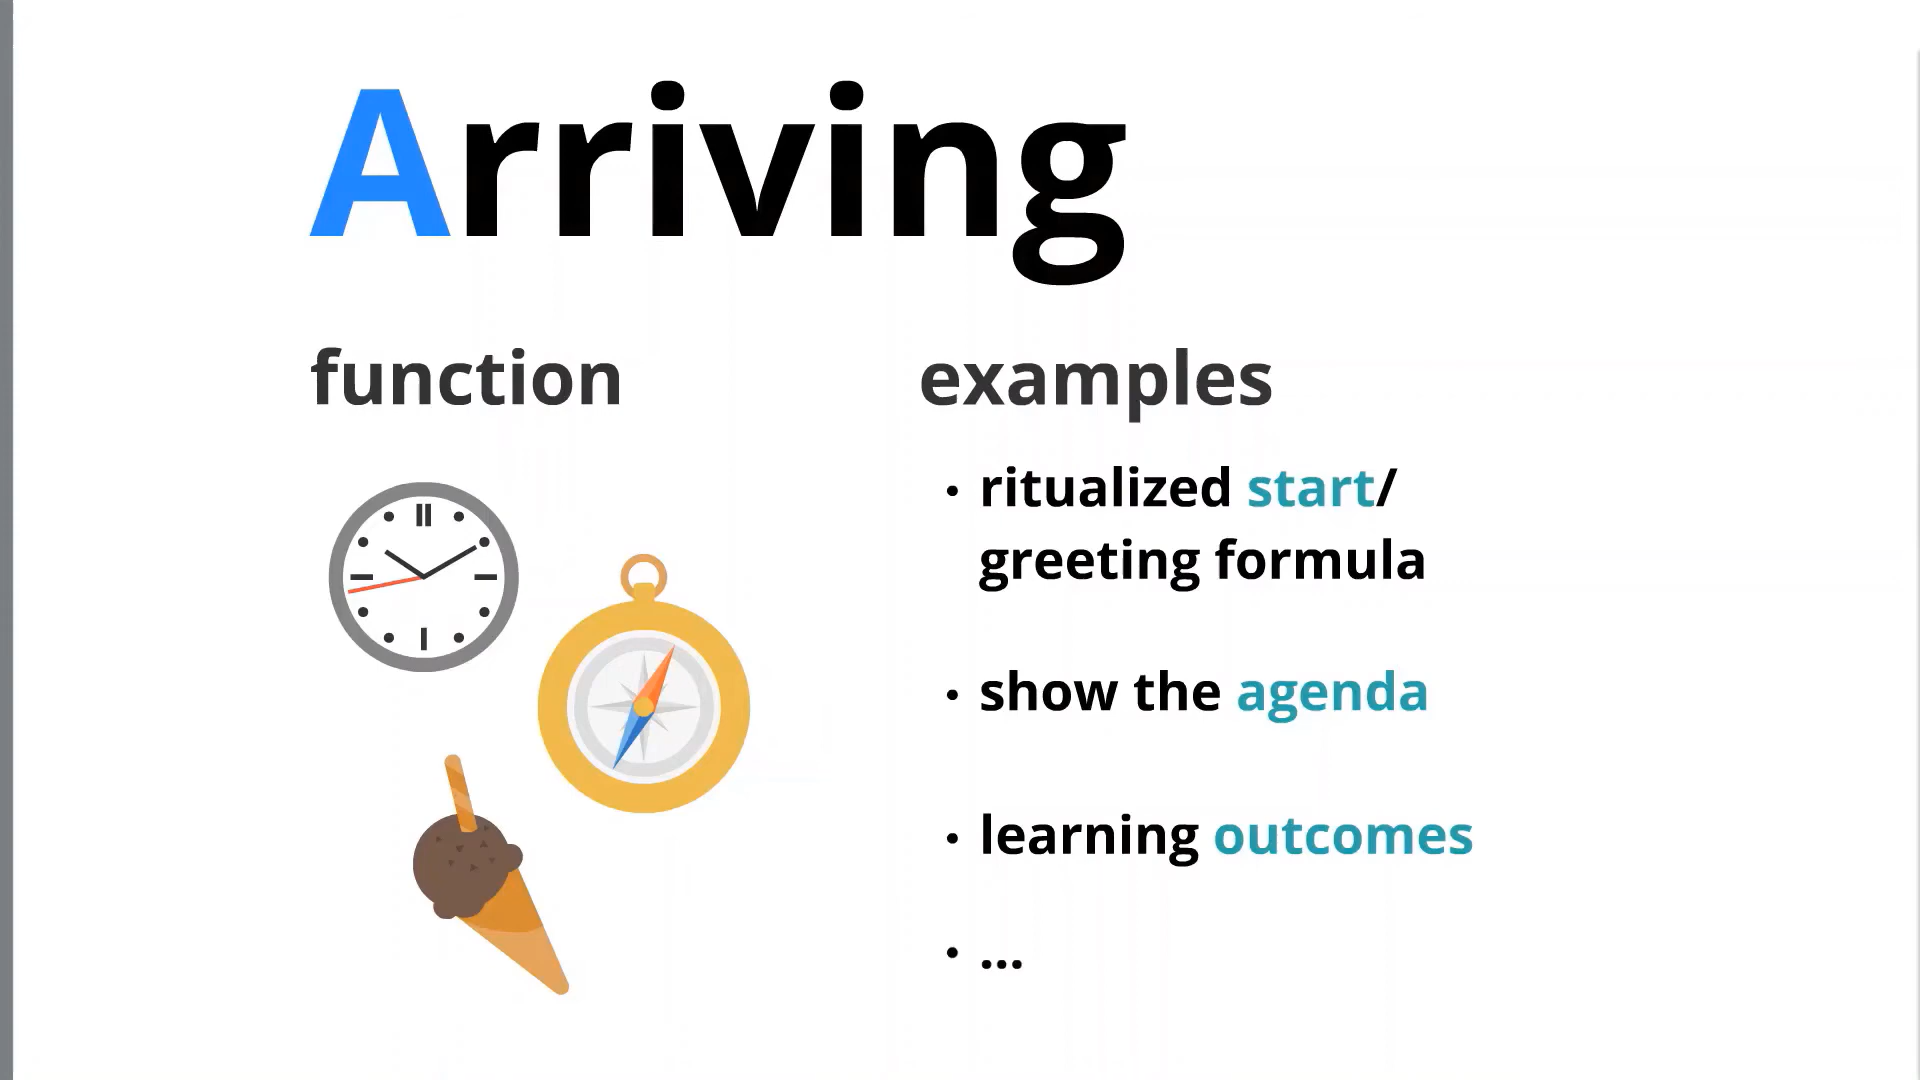 Arriving
function
examples
• ritualized start/
greeting formula
• show the agenda
• learning outcomes
• ...